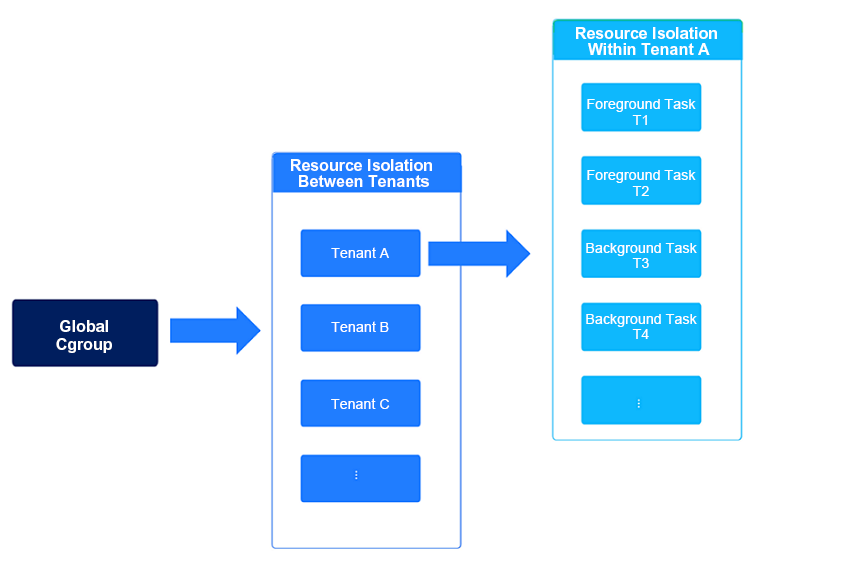 Global
Cgroup
Resource Isolation
Between Tenants
Tenant A
Tenant B
Tenant C
⋮
Resource Isolation
Within Tenant A
Foreground Task
T1
Foreground Task
T2
Background Task
T3
Background Task
T4
⋮